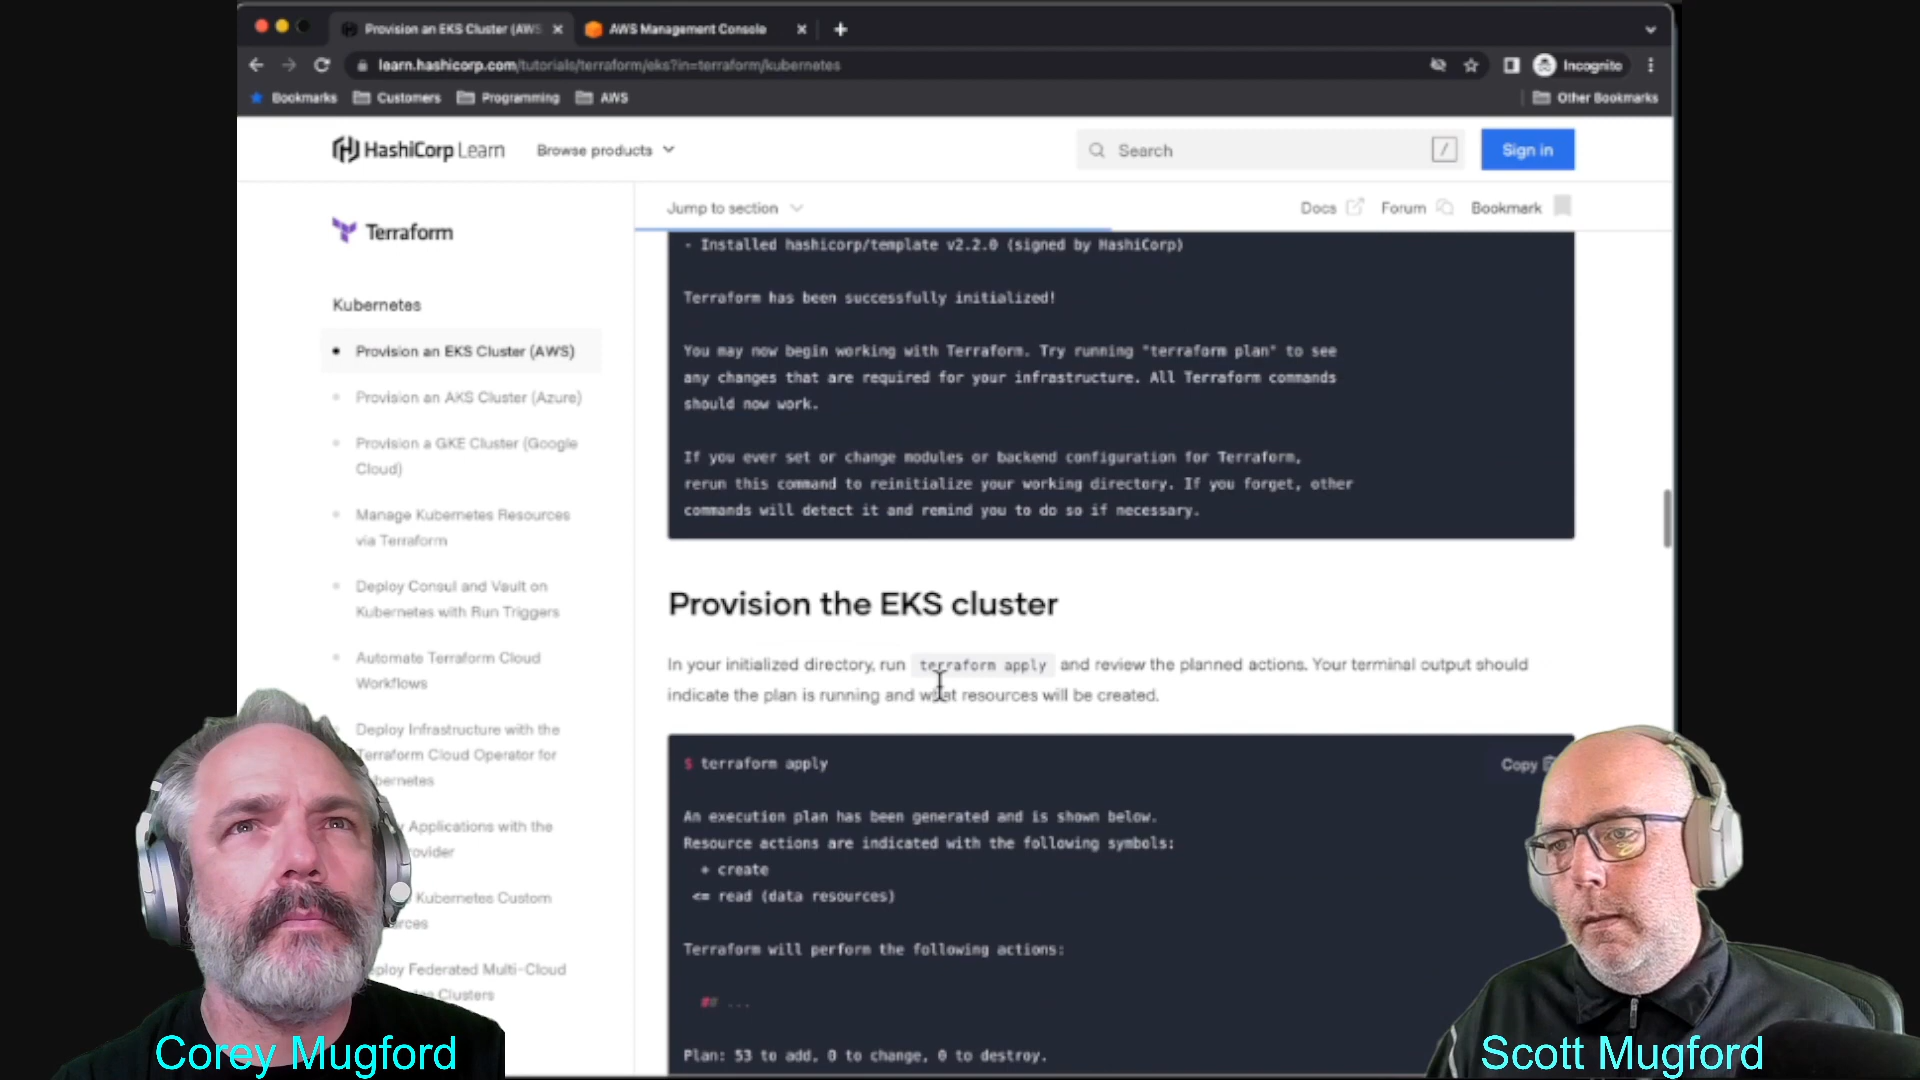 Provision an EKS Cluster (AWS
AWS Management Console
learn.hashicorp.com/tutorials/terraform/eks?in=terraform/kubernetes
Incognito
Bookmarks
Customers
Programming
AWS
Other Bookmarks
HashiCorp Learn
Browse products
Search
/
Sign in
Jump to section
Docs
Forum
Bookmark
Terraform
Kubernetes
Provision an EKS Cluster (AWS)
Provision an AKS Cluster (Azure)
Provision a GKE Cluster (Google
Cloud)
Manage Kubernetes Resources
via Terraform
Deploy Consul and Vault on
Kubernetes with Run Triggers
Automate Terraform Cloud
Workflows
Deploy Infrastructure with the
Terraform Cloud Operator for
bernetes
y Applications with the
rovider
Kubernetes Custom
urces
eploy Federated Multi-Cloud
es Clusters
- Installed hashicorp/template v2.2.0 (signed by HashiCorp)
Terraform has been successfully initialized!
You may now begin working with Terraform. Try running "terraform plan" to see
any changes that are required for your infrastructure. All Terraform commands
should now work.
If you ever set or change modules or backend configuration for Terraform,
rerun this command to reinitialize your working directory. If you forget, other
commands will detect it and remind you to do so if necessary.
Provision the EKS cluster
In your initialized directory, run terraform apply and review the planned actions. Your terminal output should
indicate the plan is running and what resources will be created.
$ terraform apply
Copy
An execution plan has been generated and is shown below.
Resource actions are indicated with the following symbols:
+ create
<= read (data resources)
Terraform will perform the following actions:
## ...
Plan: 53 to add, 0 to change, 0 to destroy.
Corey Mugford
Scott Mugford